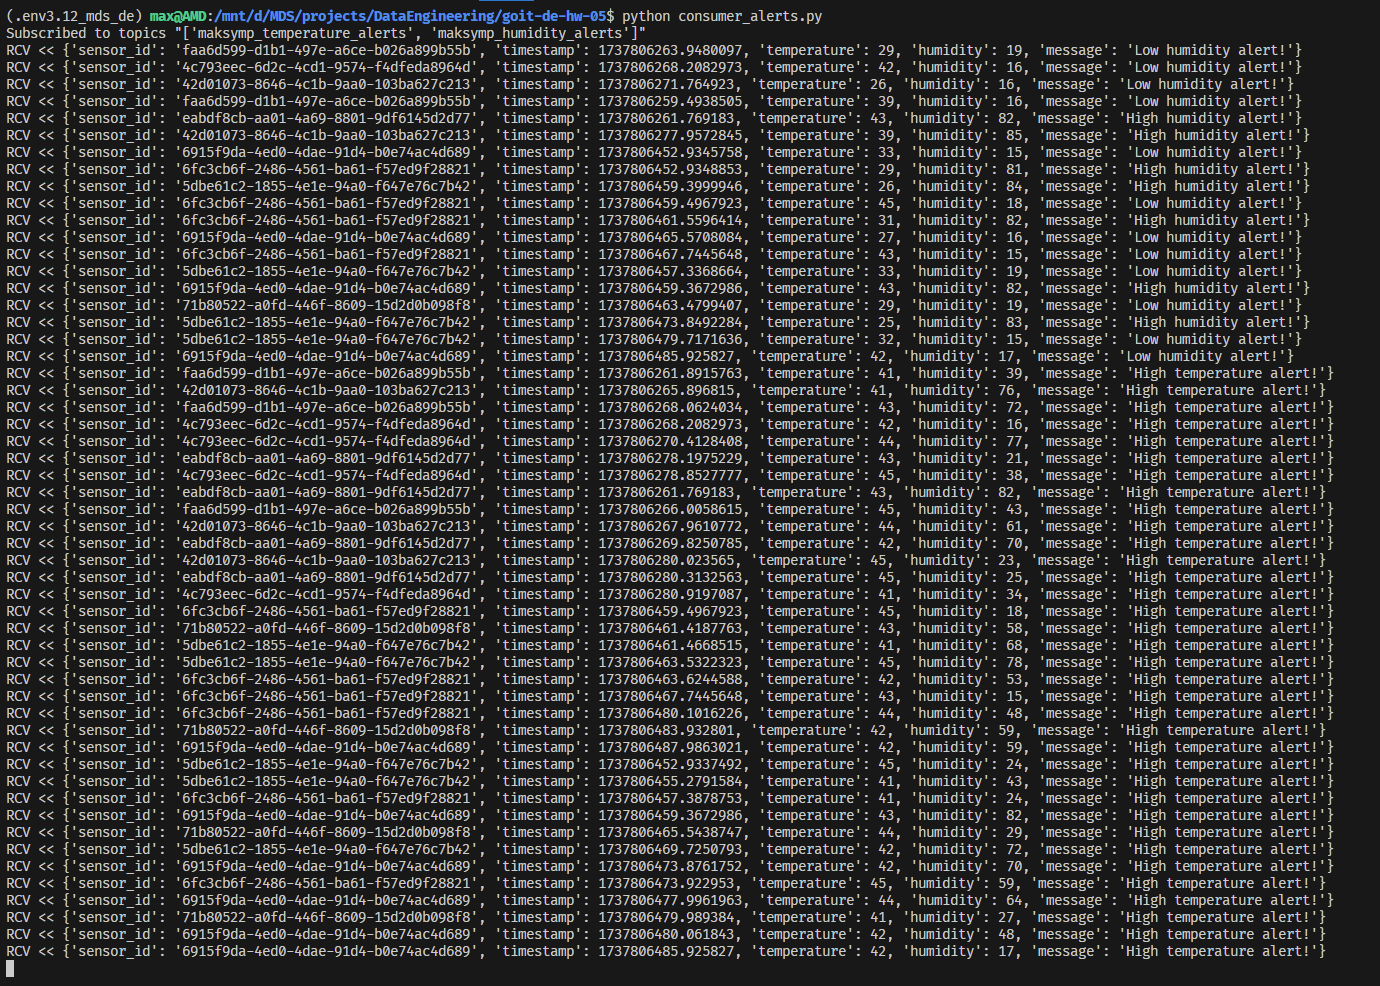 (.env3.12_mds_de) max@AMD:/mnt/d/MDS/projects/DataEngineering/goit-de-hw-05$ python consumer_alerts.py
Subscribed to topics "['maksymp_temperature_alerts', 'maksymp_humidity_alerts']"
RCV << {'sensor_id': 'faa6d599-d1b1-497e-a6ce-b026a899b55b', 'timestamp': 1737806263.9480097, 'temperature': 29, 'humidity': 19, 'message': 'Low humidity alert!'}
RCV << {'sensor_id': '4c793eec-6d2c-4cd1-9574-f4dfeda8964d', 'timestamp': 1737806268.2082973, 'temperature': 42, 'humidity': 16, 'message': 'Low humidity alert!'}
RCV << {'sensor_id': '42d01073-8646-4c1b-9aa0-103ba627c213', 'timestamp': 1737806271.764923, 'temperature': 26, 'humidity': 16, 'message': 'Low humidity alert!'}
RCV << {'sensor_id': 'faa6d599-d1b1-497e-a6ce-b026a899b55b', 'timestamp': 1737806259.4938505, 'temperature': 39, 'humidity': 16, 'message': 'Low humidity alert!'}
RCV << {'sensor_id': 'eabdf8cb-aa01-4a69-8801-9df6145d2d77', 'timestamp': 1737806261.769183, 'temperature': 43, 'humidity': 82, 'message': 'High humidity alert!'}
RCV << {'sensor_id': '42d01073-8646-4c1b-9aa0-103ba627c213', 'timestamp': 1737806277.9572845, 'temperature': 39, 'humidity': 85, 'message': 'High humidity alert!'}
RCV << {'sensor_id': '6915f9da-4ed0-4dae-91d4-b0e74ac4d689', 'timestamp': 1737806452.9345758, 'temperature': 33, 'humidity': 15, 'message': 'Low humidity alert!'}
RCV << {'sensor_id': '6fc3cb6f-2486-4561-ba61-f57ed9f28821', 'timestamp': 1737806452.9348853, 'temperature': 29, 'humidity': 81, 'message': 'High humidity alert!'}
RCV << {'sensor_id': '5dbe61c2-1855-4e1e-94a0-f647e76c7b42', 'timestamp': 1737806459.3999946, 'temperature': 26, 'humidity': 84, 'message': 'High humidity alert!'}
RCV << {'sensor_id': '6fc3cb6f-2486-4561-ba61-f57ed9f28821', 'timestamp': 1737806459.4967923, 'temperature': 45, 'humidity': 18, 'message': 'Low humidity alert!'}
RCV << {'sensor_id': '6fc3cb6f-2486-4561-ba61-f57ed9f28821', 'timestamp': 1737806461.5596414, 'temperature': 31, 'humidity': 82, 'message': 'High humidity alert!'}
RCV << {'sensor_id': '6915f9da-4ed0-4dae-91d4-b0e74ac4d689', 'timestamp': 1737806465.5708084, 'temperature': 27, 'humidity': 16, 'message': 'Low humidity alert!'}
RCV << {'sensor_id': '6fc3cb6f-2486-4561-ba61-f57ed9f28821', 'timestamp': 1737806467.7445648, 'temperature': 43, 'humidity': 15, 'message': 'Low humidity alert!'}
RCV << {'sensor_id': '5dbe61c2-1855-4e1e-94a0-f647e76c7b42', 'timestamp': 1737806457.3368664, 'temperature': 33, 'humidity': 19, 'message': 'Low humidity alert!'}
RCV << {'sensor_id': '6915f9da-4ed0-4dae-91d4-b0e74ac4d689', 'timestamp': 1737806459.3672986, 'temperature': 43, 'humidity': 82, 'message': 'High humidity alert!'}
RCV << {'sensor_id': '71b80522-a0fd-446f-8609-15d2d0b098f8', 'timestamp': 1737806463.4799407, 'temperature': 29, 'humidity': 19, 'message': 'Low humidity alert!'}
RCV << {'sensor_id': '5dbe61c2-1855-4e1e-94a0-f647e76c7b42', 'timestamp': 1737806473.8492284, 'temperature': 25, 'humidity': 83, 'message': 'High humidity alert!'}
RCV << {'sensor_id': '5dbe61c2-1855-4e1e-94a0-f647e76c7b42', 'timestamp': 1737806479.7171636, 'temperature': 32, 'humidity': 15, 'message': 'Low humidity alert!'}
RCV << {'sensor_id': '6915f9da-4ed0-4dae-91d4-b0e74ac4d689', 'timestamp': 1737806485.925827, 'temperature': 42, 'humidity': 17, 'message': 'Low humidity alert!'}
RCV << {'sensor_id': 'faa6d599-d1b1-497e-a6ce-b026a899b55b', 'timestamp': 1737806261.8915763, 'temperature': 41, 'humidity': 39, 'message': 'High temperature alert!'}
RCV << {'sensor_id': '42d01073-8646-4c1b-9aa0-103ba627c213', 'timestamp': 1737806265.896815, 'temperature': 41, 'humidity': 76, 'message': 'High temperature alert!'}
RCV << {'sensor_id': 'faa6d599-d1b1-497e-a6ce-b026a899b55b', 'timestamp': 1737806268.0624034, 'temperature': 43, 'humidity': 72, 'message': 'High temperature alert!'}
RCV << {'sensor_id': '4c793eec-6d2c-4cd1-9574-f4dfeda8964d', 'timestamp': 1737806268.2082973, 'temperature': 42, 'humidity': 16, 'message': 'High temperature alert!'}
RCV << {'sensor_id': '4c793eec-6d2c-4cd1-9574-f4dfeda8964d', 'timestamp': 1737806270.4128408, 'temperature': 44, 'humidity': 77, 'message': 'High temperature alert!'}
RCV << {'sensor_id': 'eabdf8cb-aa01-4a69-8801-9df6145d2d77', 'timestamp': 1737806278.1975229, 'temperature': 43, 'humidity': 21, 'message': 'High temperature alert!'}
RCV << {'sensor_id': '4c793eec-6d2c-4cd1-9574-f4dfeda8964d', 'timestamp': 1737806278.8527777, 'temperature': 45, 'humidity': 38, 'message': 'High temperature alert!'}
RCV << {'sensor_id': 'eabdf8cb-aa01-4a69-8801-9df6145d2d77', 'timestamp': 1737806261.769183, 'temperature': 43, 'humidity': 82, 'message': 'High temperature alert!'}
RCV << {'sensor_id': 'faa6d599-d1b1-497e-a6ce-b026a899b55b', 'timestamp': 1737806266.0058615, 'temperature': 45, 'humidity': 43, 'message': 'High temperature alert!'}
RCV << {'sensor_id': '42d01073-8646-4c1b-9aa0-103ba627c213', 'timestamp': 1737806267.9610772, 'temperature': 44, 'humidity': 61, 'message': 'High temperature alert!'}
RCV << {'sensor_id': 'eabdf8cb-aa01-4a69-8801-9df6145d2d77', 'timestamp': 1737806269.8250785, 'temperature': 42, 'humidity': 70, 'message': 'High temperature alert!'}
RCV << {'sensor_id': '42d01073-8646-4c1b-9aa0-103ba627c213', 'timestamp': 1737806280.023565, 'temperature': 45, 'humidity': 23, 'message': 'High temperature alert!'}
RCV << {'sensor_id': 'eabdf8cb-aa01-4a69-8801-9df6145d2d77', 'timestamp': 1737806280.3132563, 'temperature': 45, 'humidity': 25, 'message': 'High temperature alert!'}
RCV << {'sensor_id': '4c793eec-6d2c-4cd1-9574-f4dfeda8964d', 'timestamp': 1737806280.9197087, 'temperature': 41, 'humidity': 34, 'message': 'High temperature alert!'}
RCV << {'sensor_id': '6fc3cb6f-2486-4561-ba61-f57ed9f28821', 'timestamp': 1737806459.4967923, 'temperature': 45, 'humidity': 18, 'message': 'High temperature alert!'}
RCV << {'sensor_id': '71b80522-a0fd-446f-8609-15d2d0b098f8', 'timestamp': 1737806461.4187763, 'temperature': 43, 'humidity': 58, 'message': 'High temperature alert!'}
RCV << {'sensor_id': '5dbe61c2-1855-4e1e-94a0-f647e76c7b42', 'timestamp': 1737806461.4668515, 'temperature': 41, 'humidity': 68, 'message': 'High temperature alert!'}
RCV << {'sensor_id': '5dbe61c2-1855-4e1e-94a0-f647e76c7b42', 'timestamp': 1737806463.5322323, 'temperature': 45, 'humidity': 78, 'message': 'High temperature alert!'}
RCV << {'sensor_id': '6fc3cb6f-2486-4561-ba61-f57ed9f28821', 'timestamp': 1737806463.6244588, 'temperature': 42, 'humidity': 53, 'message': 'High temperature alert!'}
RCV << {'sensor_id': '6fc3cb6f-2486-4561-ba61-f57ed9f28821', 'timestamp': 1737806467.7445648, 'temperature': 43, 'humidity': 15, 'message': 'High temperature alert!'}
RCV << {'sensor_id': '6fc3cb6f-2486-4561-ba61-f57ed9f28821', 'timestamp': 1737806480.1016226, 'temperature': 44, 'humidity': 48, 'message': 'High temperature alert!'}
RCV << {'sensor_id': '71b80522-a0fd-446f-8609-15d2d0b098f8', 'timestamp': 1737806483.932801, 'temperature': 42, 'humidity': 59, 'message': 'High temperature alert!'}
RCV << {'sensor_id': '6915f9da-4ed0-4dae-91d4-b0e74ac4d689', 'timestamp': 1737806487.9863021, 'temperature': 42, 'humidity': 59, 'message': 'High temperature alert!'}
RCV << {'sensor_id': '5dbe61c2-1855-4e1e-94a0-f647e76c7b42', 'timestamp': 1737806452.9337492, 'temperature': 45, 'humidity': 24, 'message': 'High temperature alert!'}
RCV << {'sensor_id': '5dbe61c2-1855-4e1e-94a0-f647e76c7b42', 'timestamp': 1737806455.2791584, 'temperature': 41, 'humidity': 43, 'message': 'High temperature alert!'}
RCV << {'sensor_id': '6fc3cb6f-2486-4561-ba61-f57ed9f28821', 'timestamp': 1737806457.3878753, 'temperature': 41, 'humidity': 24, 'message': 'High temperature alert!'}
RCV << {'sensor_id': '6915f9da-4ed0-4dae-91d4-b0e74ac4d689', 'timestamp': 1737806459.3672986, 'temperature': 43, 'humidity': 82, 'message': 'High temperature alert!'}
RCV << {'sensor_id': '71b80522-a0fd-446f-8609-15d2d0b098f8', 'timestamp': 1737806465.5438747, 'temperature': 44, 'humidity': 29, 'message': 'High temperature alert!'}
RCV << {'sensor_id': '5dbe61c2-1855-4e1e-94a0-f647e76c7b42', 'timestamp': 1737806469.7250793, 'temperature': 42, 'humidity': 72, 'message': 'High temperature alert!'}
RCV << {'sensor_id': '6915f9da-4ed0-4dae-91d4-b0e74ac4d689', 'timestamp': 1737806473.8761752, 'temperature': 42, 'humidity': 70, 'message': 'High temperature alert!'}
RCV << {'sensor_id': '6fc3cb6f-2486-4561-ba61-f57ed9f28821', 'timestamp': 1737806473.922953, 'temperature': 45, 'humidity': 59, 'message': 'High temperature alert!'}
RCV << {'sensor_id': '6915f9da-4ed0-4dae-91d4-b0e74ac4d689', 'timestamp': 1737806477.9961963, 'temperature': 44, 'humidity': 64, 'message': 'High temperature alert!'}
RCV << {'sensor_id': '71b80522-a0fd-446f-8609-15d2d0b098f8', 'timestamp': 1737806479.989384, 'temperature': 41, 'humidity': 27, 'message': 'High temperature alert!'}
RCV << {'sensor_id': '6915f9da-4ed0-4dae-91d4-b0e74ac4d689', 'timestamp': 1737806480.061843, 'temperature': 42, 'humidity': 48, 'message': 'High temperature alert!'}
RCV << {'sensor_id': '6915f9da-4ed0-4dae-91d4-b0e74ac4d689', 'timestamp': 1737806485.925827, 'temperature': 42, 'humidity': 17, 'message': 'High temperature alert!'}